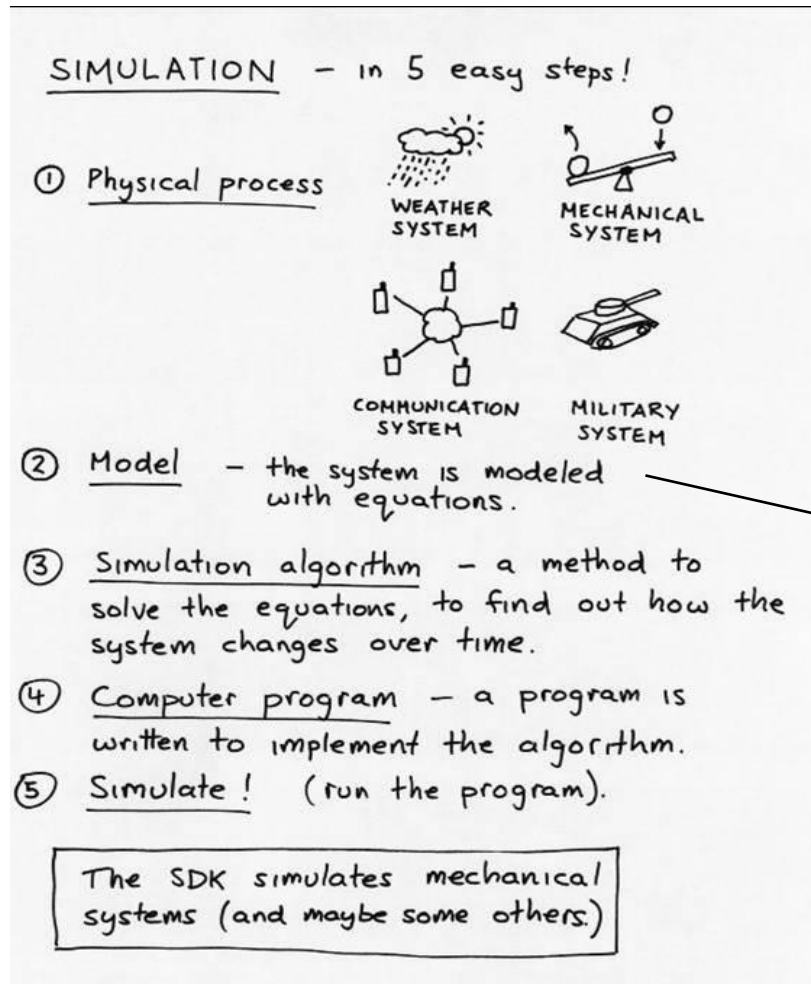 SIMULATION - in 5 easy steps!
① Physical process
WEATHER SYSTEM
MECHANICAL SYSTEM
COMMUNICATION SYSTEM
MILITARY SYSTEM
② Model - the system is modeled
with equations.
③ Simulation algorithm - a method to
solve the equations, to find out how the
system changes over time.
④ Computer program - a program is
written to implement the algorithm.
⑤ Simulate! (run the program).
The SDK simulates mechanical
systems (and maybe some others.)